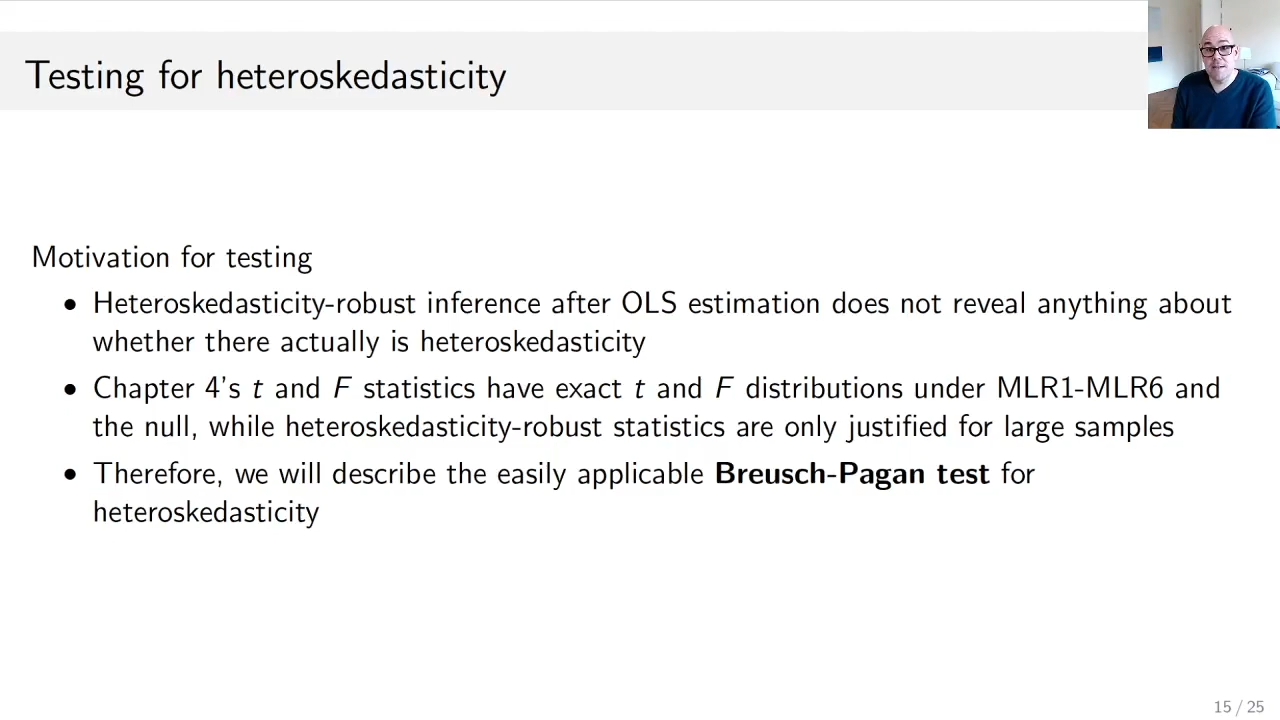 Testing for heteroskedasticity
Motivation for testing
• Heteroskedasticity-robust inference after OLS estimation does not reveal anything about
whether there actually is heteroskedasticity
• Chapter 4's t and F statistics have exact t and F distributions under MLR1-MLR6 and
the null, while heteroskedasticity-robust statistics are only justified for large samples
• Therefore, we will describe the easily applicable Breusch-Pagan test for
heteroskedasticity
15 / 25